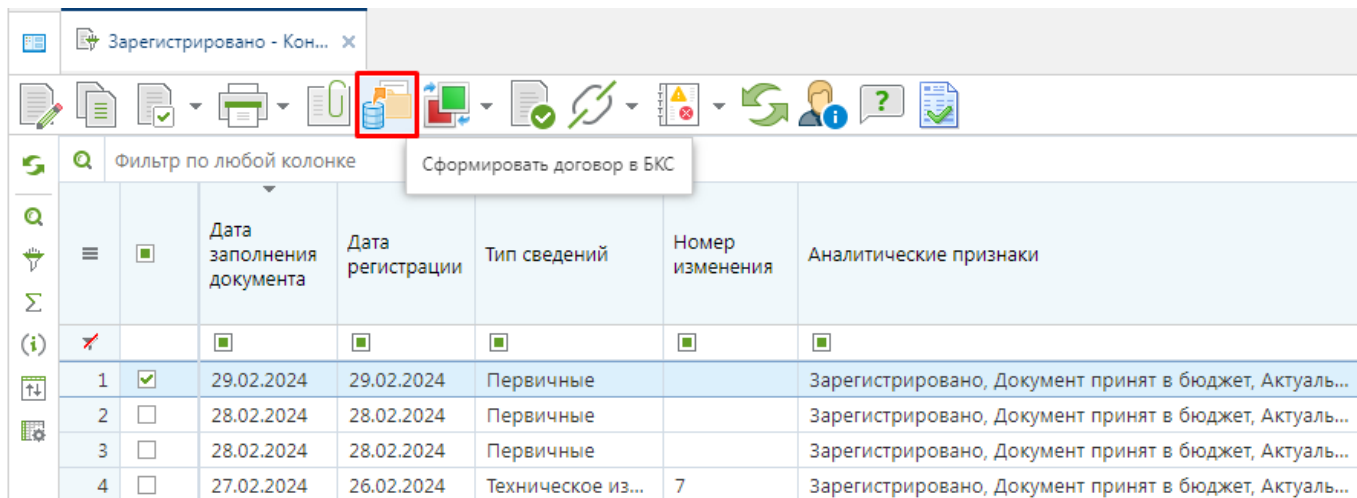 Зарегистрировано - Кон...
Фильтр по любой колонке
Сформировать договор в БКС
Дата заполнения документа
Дата регистрации
Тип сведений
Номер изменения
Аналитические признаки
1 29.02.2024 29.02.2024 Первичные Зарегистрировано, Документ принят в бюджет, Актуаль...
2 28.02.2024 28.02.2024 Первичные Зарегистрировано, Документ принят в бюджет, Актуаль...
3 28.02.2024 28.02.2024 Первичные Зарегистрировано, Документ принят в бюджет, Актуаль...
4 27.02.2024 26.02.2024 Техническое из... 7 Зарегистрировано, Документ принят в бюджет, Актуаль...